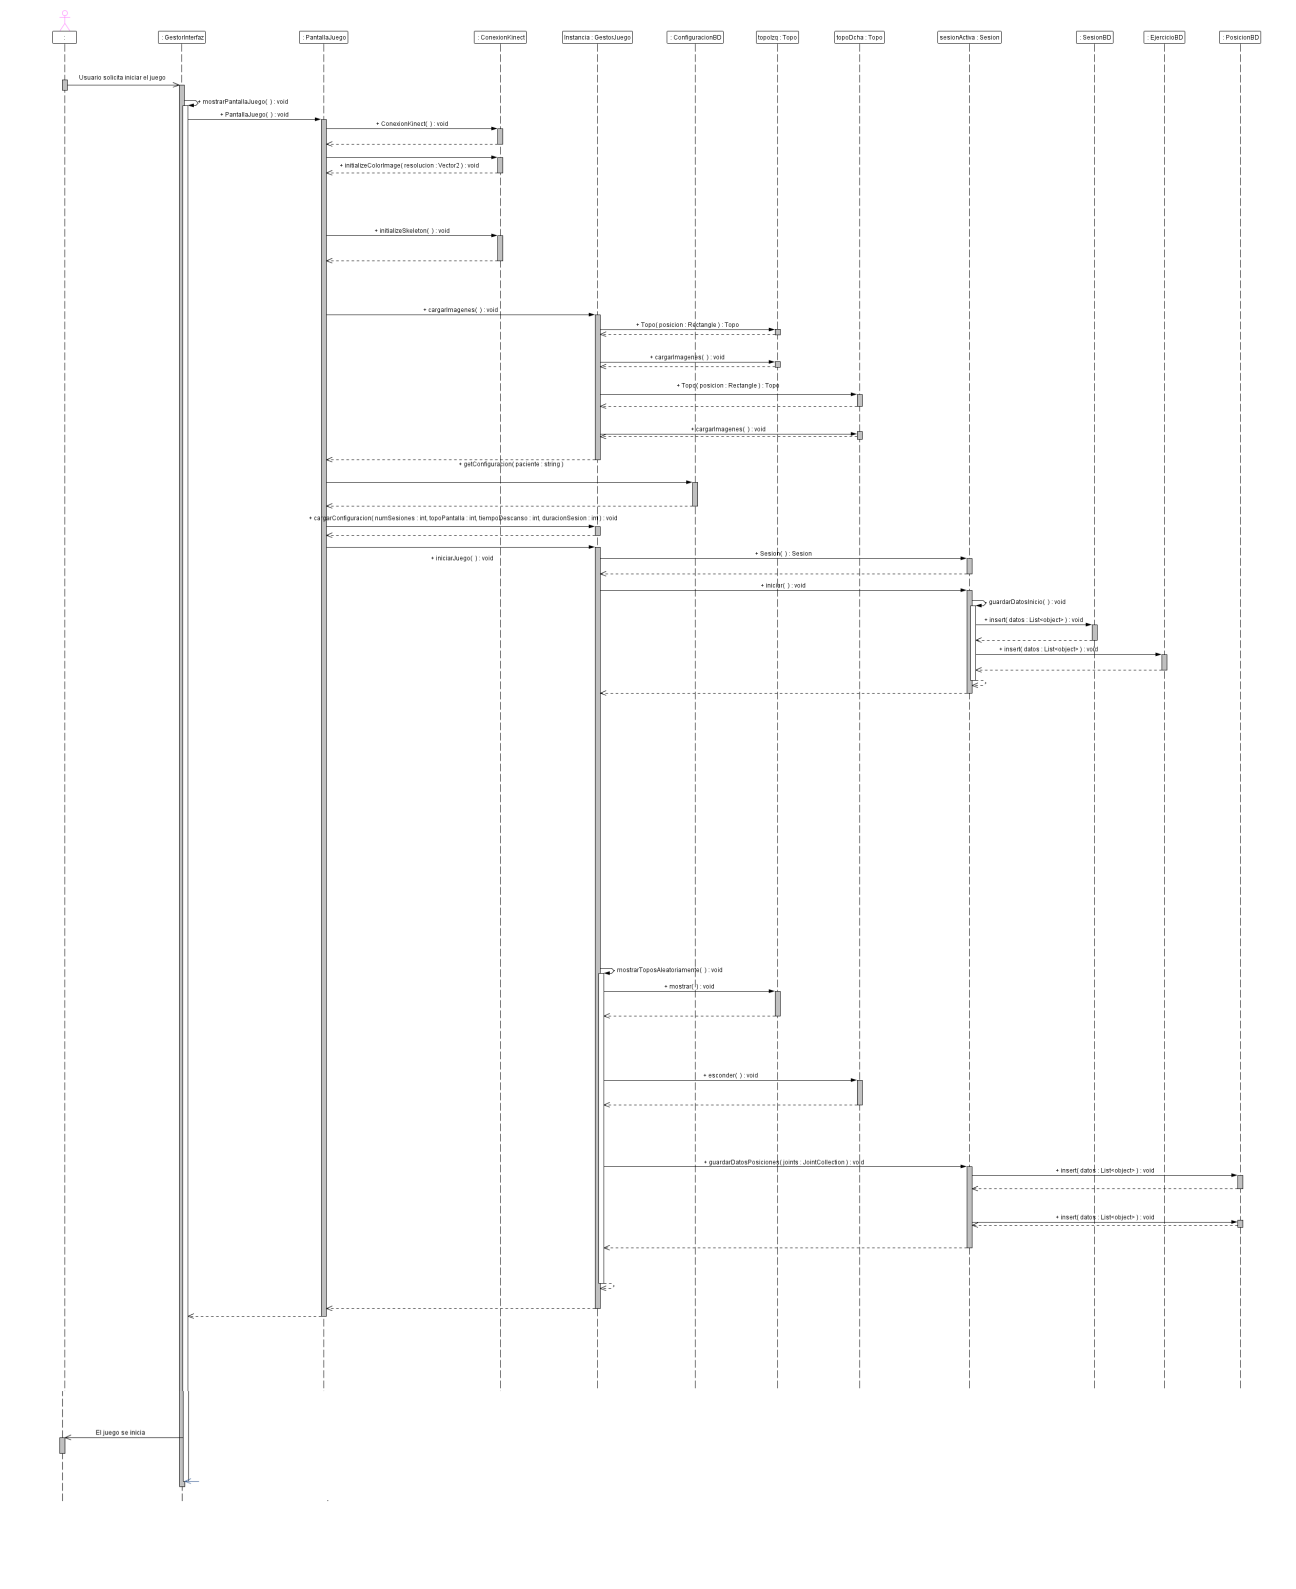 :
: GestorInterfaz
: PantallaJuego
: ConexionKinect
Instancia : GestorJuego
: ConfiguracionBD
topoIzq : Topo
topoDcha : Topo
sesionActiva : Sesion
: SesionBD
: EjercicioBD
: PosicionBD
Usuario solicita iniciar el juego
+ mostrarPantallaJuego( ) : void
+ PantallaJuego( ) : void
+ ConexionKinect( ) : void
+ initializeColorImage( resolucion : Vector2 ) : void
+ initializeSkeleton( ) : void
+ cargarImagenes( ) : void
+ Topo( posicion : Rectangle ) : Topo
+ cargarImagenes( ) : void
+ Topo( posicion : Rectangle ) : Topo
+ cargarImagenes( ) : void
+ getConfiguracion( paciente : string )
+ cargarConfiguracion( numSesiones : int, topoPantalla : int, tiempoDescanso : int, duracionSesion : int ) : void
+ iniciarJuego( ) : void
+ Sesion( ) : Sesion
+ iniciar( ) : void
- guardarDatosInicio( ) : void
+ insert( datos : List<object> ) : void
+ insert( datos : List<object> ) : void
mostrarToposAleatoriamente( ) : void
+ mostrar( ) : void
+ esconder( ) : void
+ guardarDatosPosiciones( joints : JointCollection ) : void
+ insert( datos : List<object> ) : void
+ insert( datos : List<object> ) : void
El juego se inicia